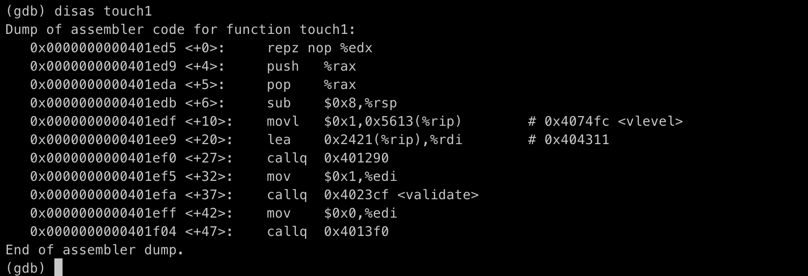 (gdb) disas touch1
Dump of assembler code for function touch1:
   0x0000000000401ed5 <+0>:     repz nop %edx
   0x0000000000401ed9 <+4>:     push   %rax
   0x0000000000401eda <+5>:     pop    %rax
   0x0000000000401edb <+6>:     sub    $0x8,%rsp
   0x0000000000401edf <+10>:    movl   $0x1,0x5613(%rip)        # 0x4074fc <vlevel>
   0x0000000000401ee9 <+20>:    lea    0x2421(%rip),%rdi        # 0x404311
   0x0000000000401ef0 <+27>:    callq  0x401290
   0x0000000000401ef5 <+32>:    mov    $0x1,%edi
   0x0000000000401efa <+37>:    callq  0x4023cf <validate>
   0x0000000000401eff <+42>:    mov    $0x0,%edi
   0x0000000000401f04 <+47>:    callq  0x4013f0
End of assembler dump.
(gdb)